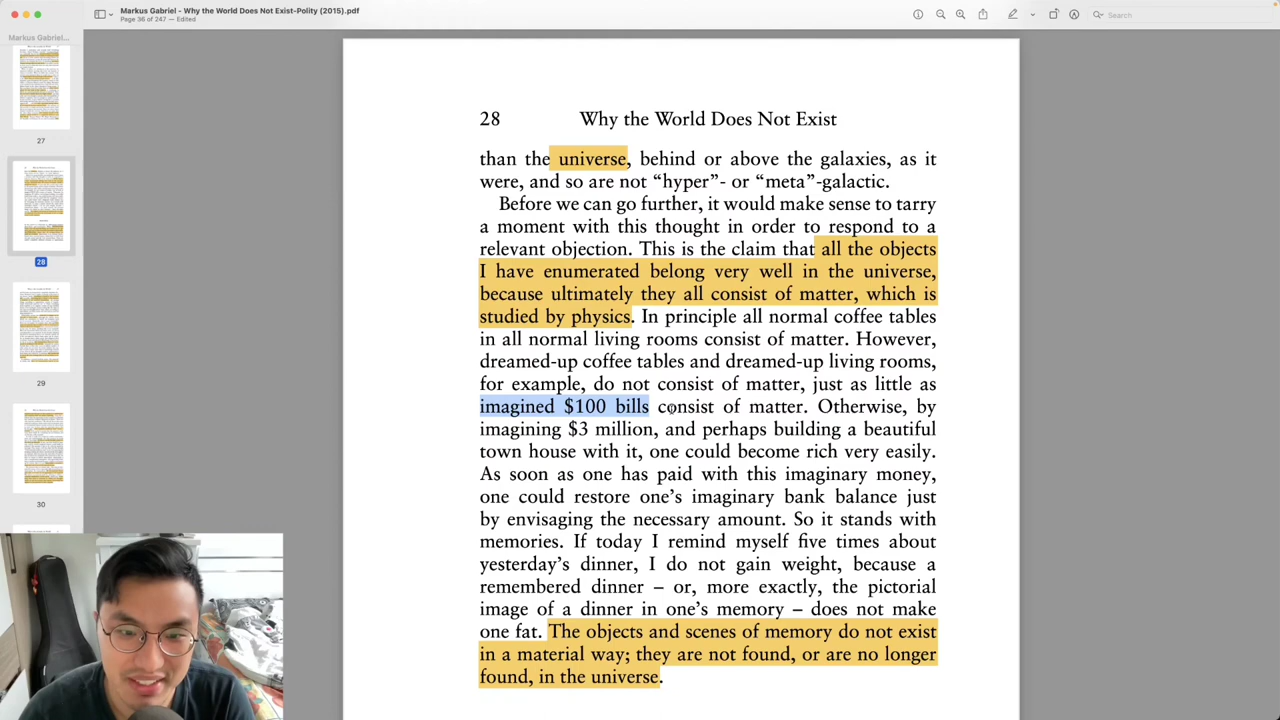 Markus Gabriel - Why the World Does Not Exist-Polity (2015).pdf
Page 36 of 247 — Edited
Search
Markus Gabriel...
27
28
29
30
28 Why the World Does Not Exist
than the universe, behind or above the galaxies, as it
were, and so are not “hyper”- or “meta”-galactic.
Before we can go further, it would make sense to tarry
a moment with this thought in order to respond to a
relevant objection. This is the claim that all the objects
I have enumerated belong very well in the universe,
because ultimately they all consist of matter, which is
studied by physics. In principle all normal coffee tables
in all normal living rooms consist of matter. However,
dreamed-up coffee tables and dreamed-up living rooms,
for example, do not consist of matter, just as little as
imagined $100 bills consist of matter. Otherwise, by
imagining $3 million, and perhaps building a beautiful
town house with it, one could become rich very easily.
As soon as one has paid with this imaginary money,
one could restore one’s imaginary bank balance just
by envisaging the necessary amount. So it stands with
memories. If today I remind myself five times about
yesterday’s dinner, I do not gain weight, because a
remembered dinner – or, more exactly, the pictorial
image of a dinner in one’s memory – does not make
one fat. The objects and scenes of memory do not exist
in a material way; they are not found, or are no longer
found, in the universe.